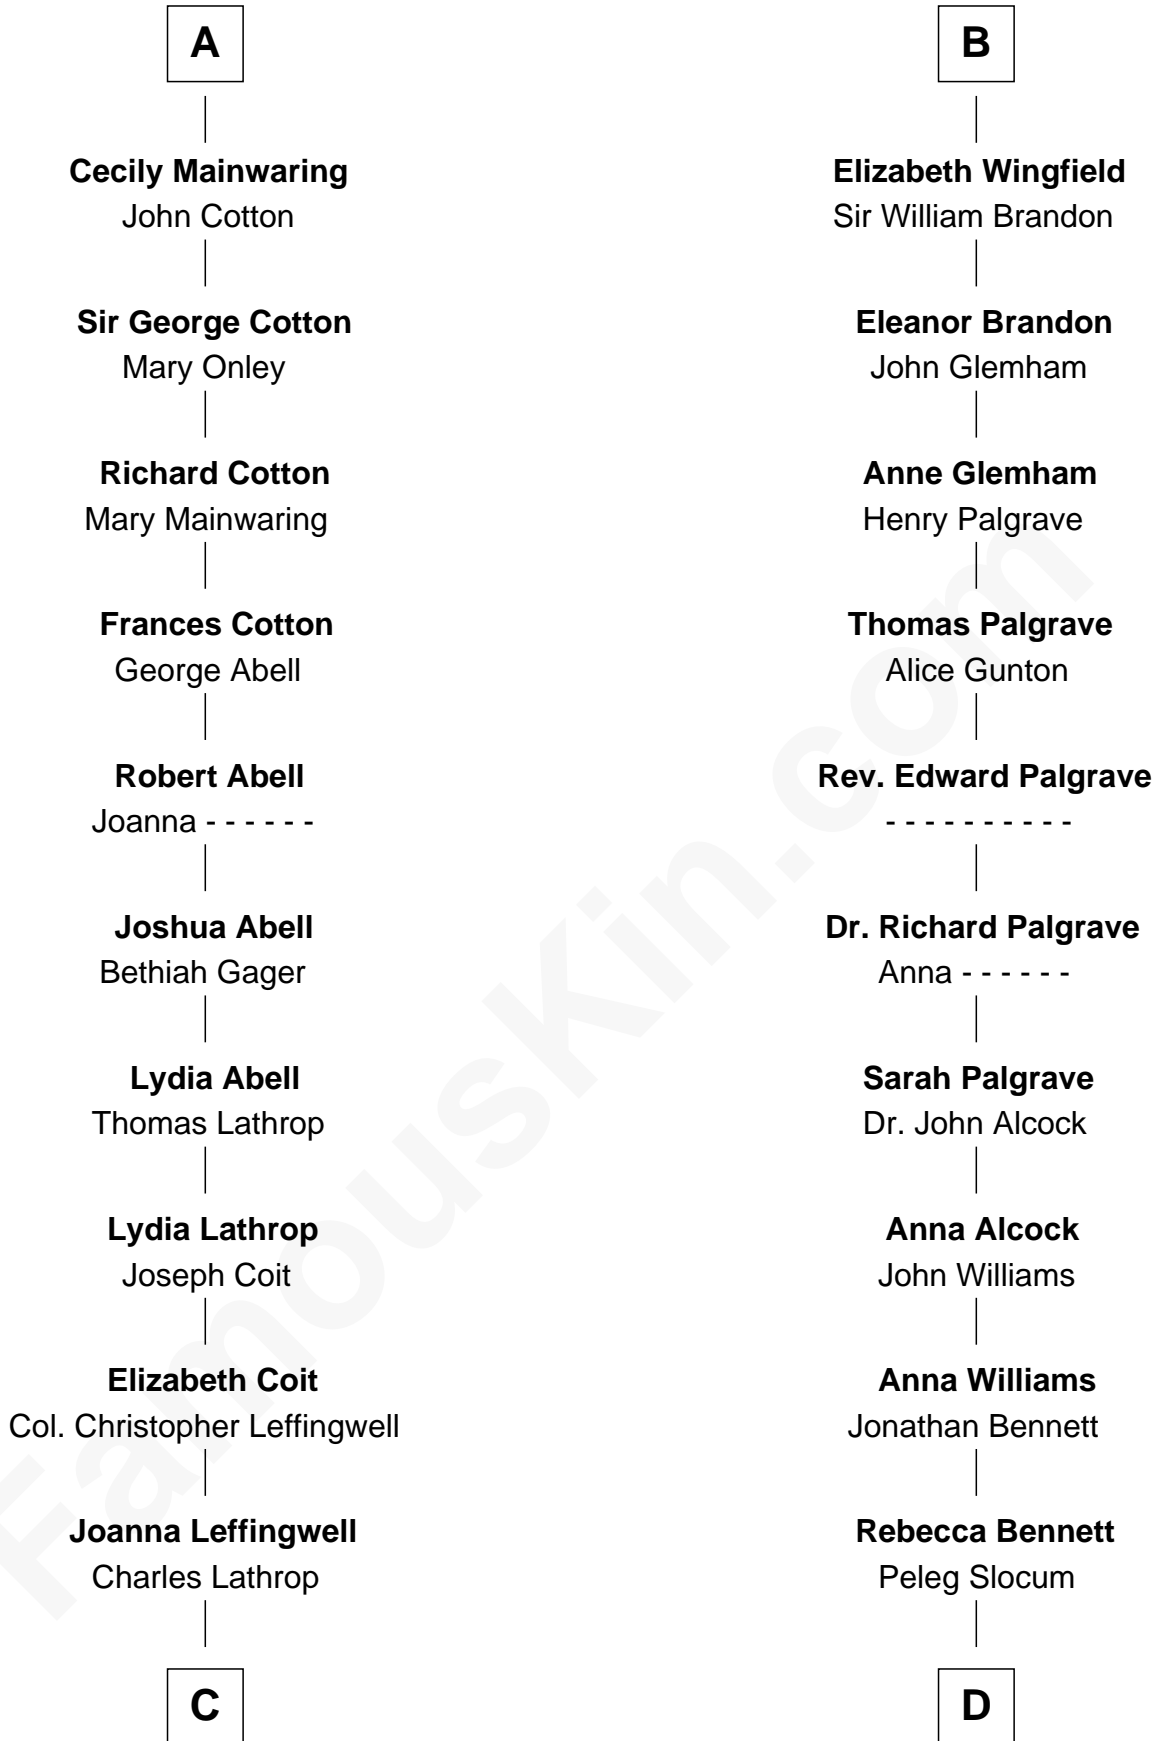 A
Cecily Mainwaring
John Cotton
Sir George Cotton
Mary Onley
Richard Cotton
Mary Mainwaring
Frances Cotton
George Abell
Robert Abell
Joanna - - - - - -
Joshua Abell
Bethiah Gager
Lydia Abell
Thomas Lathrop
Lydia Lathrop
Joseph Coit
Elizabeth Coit
Col. Christopher Leffingwell
Joanna Leffingwell
Charles Lathrop
C
B
Elizabeth Wingfield
Sir William Brandon
Eleanor Brandon
John Glemham
Anne Glemham
Henry Palgrave
Thomas Palgrave
Alice Gunton
Rev. Edward Palgrave
- - - - - - - - - -
Dr. Richard Palgrave
Anna - - - - - -
Sarah Palgrave
Dr. John Alcock
Anna Alcock
John Williams
Anna Williams
Jonathan Bennett
Rebecca Bennett
Peleg Slocum
D
FamousKin.com